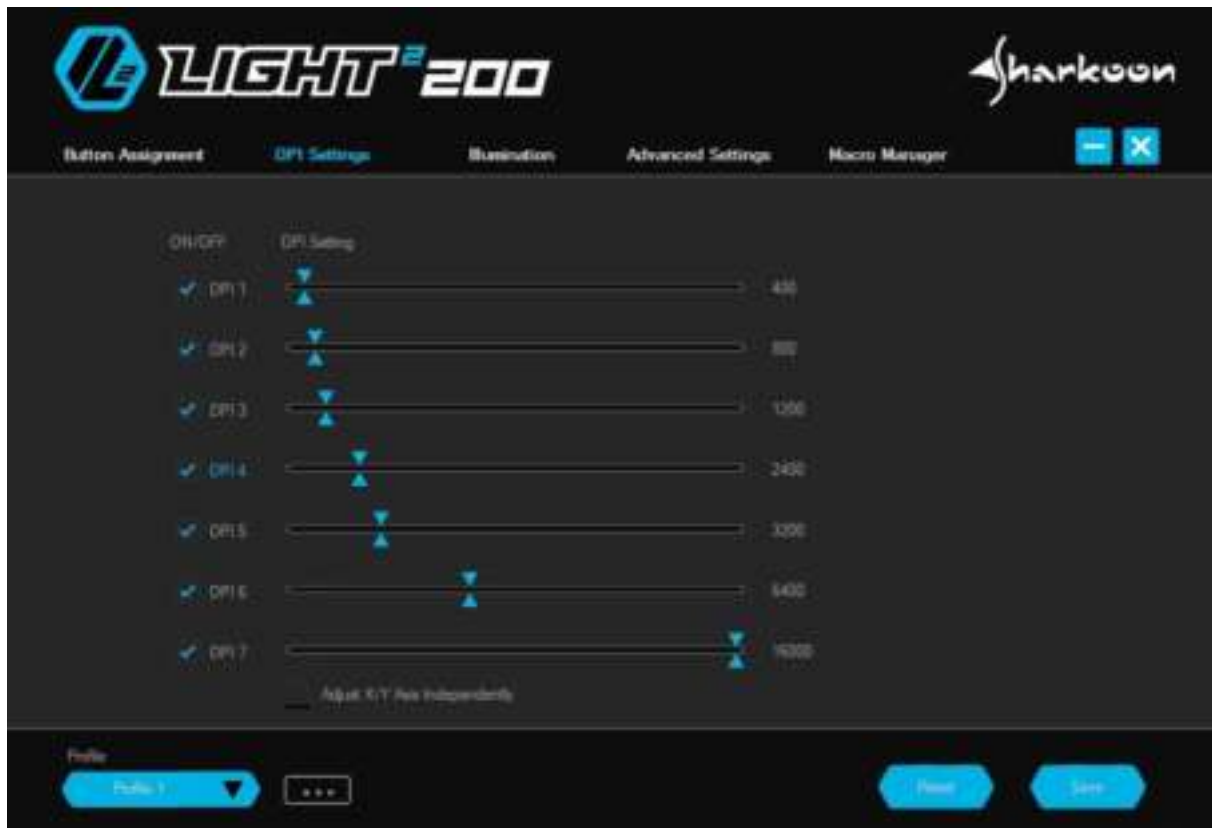 LIGHT² 200
Sharkoon
Button Assignment DPI Settings Illumination Advanced Settings Macro Manager
ON/OFF DPI Setting
DPI 1 400
DPI 2 800
DPI 3 1200
DPI 4 2400
DPI 5 3200
DPI 6 6400
DPI 7 16000
Adjust X/Y Axis Independently
Profile
Profile 1 ... Reset Save